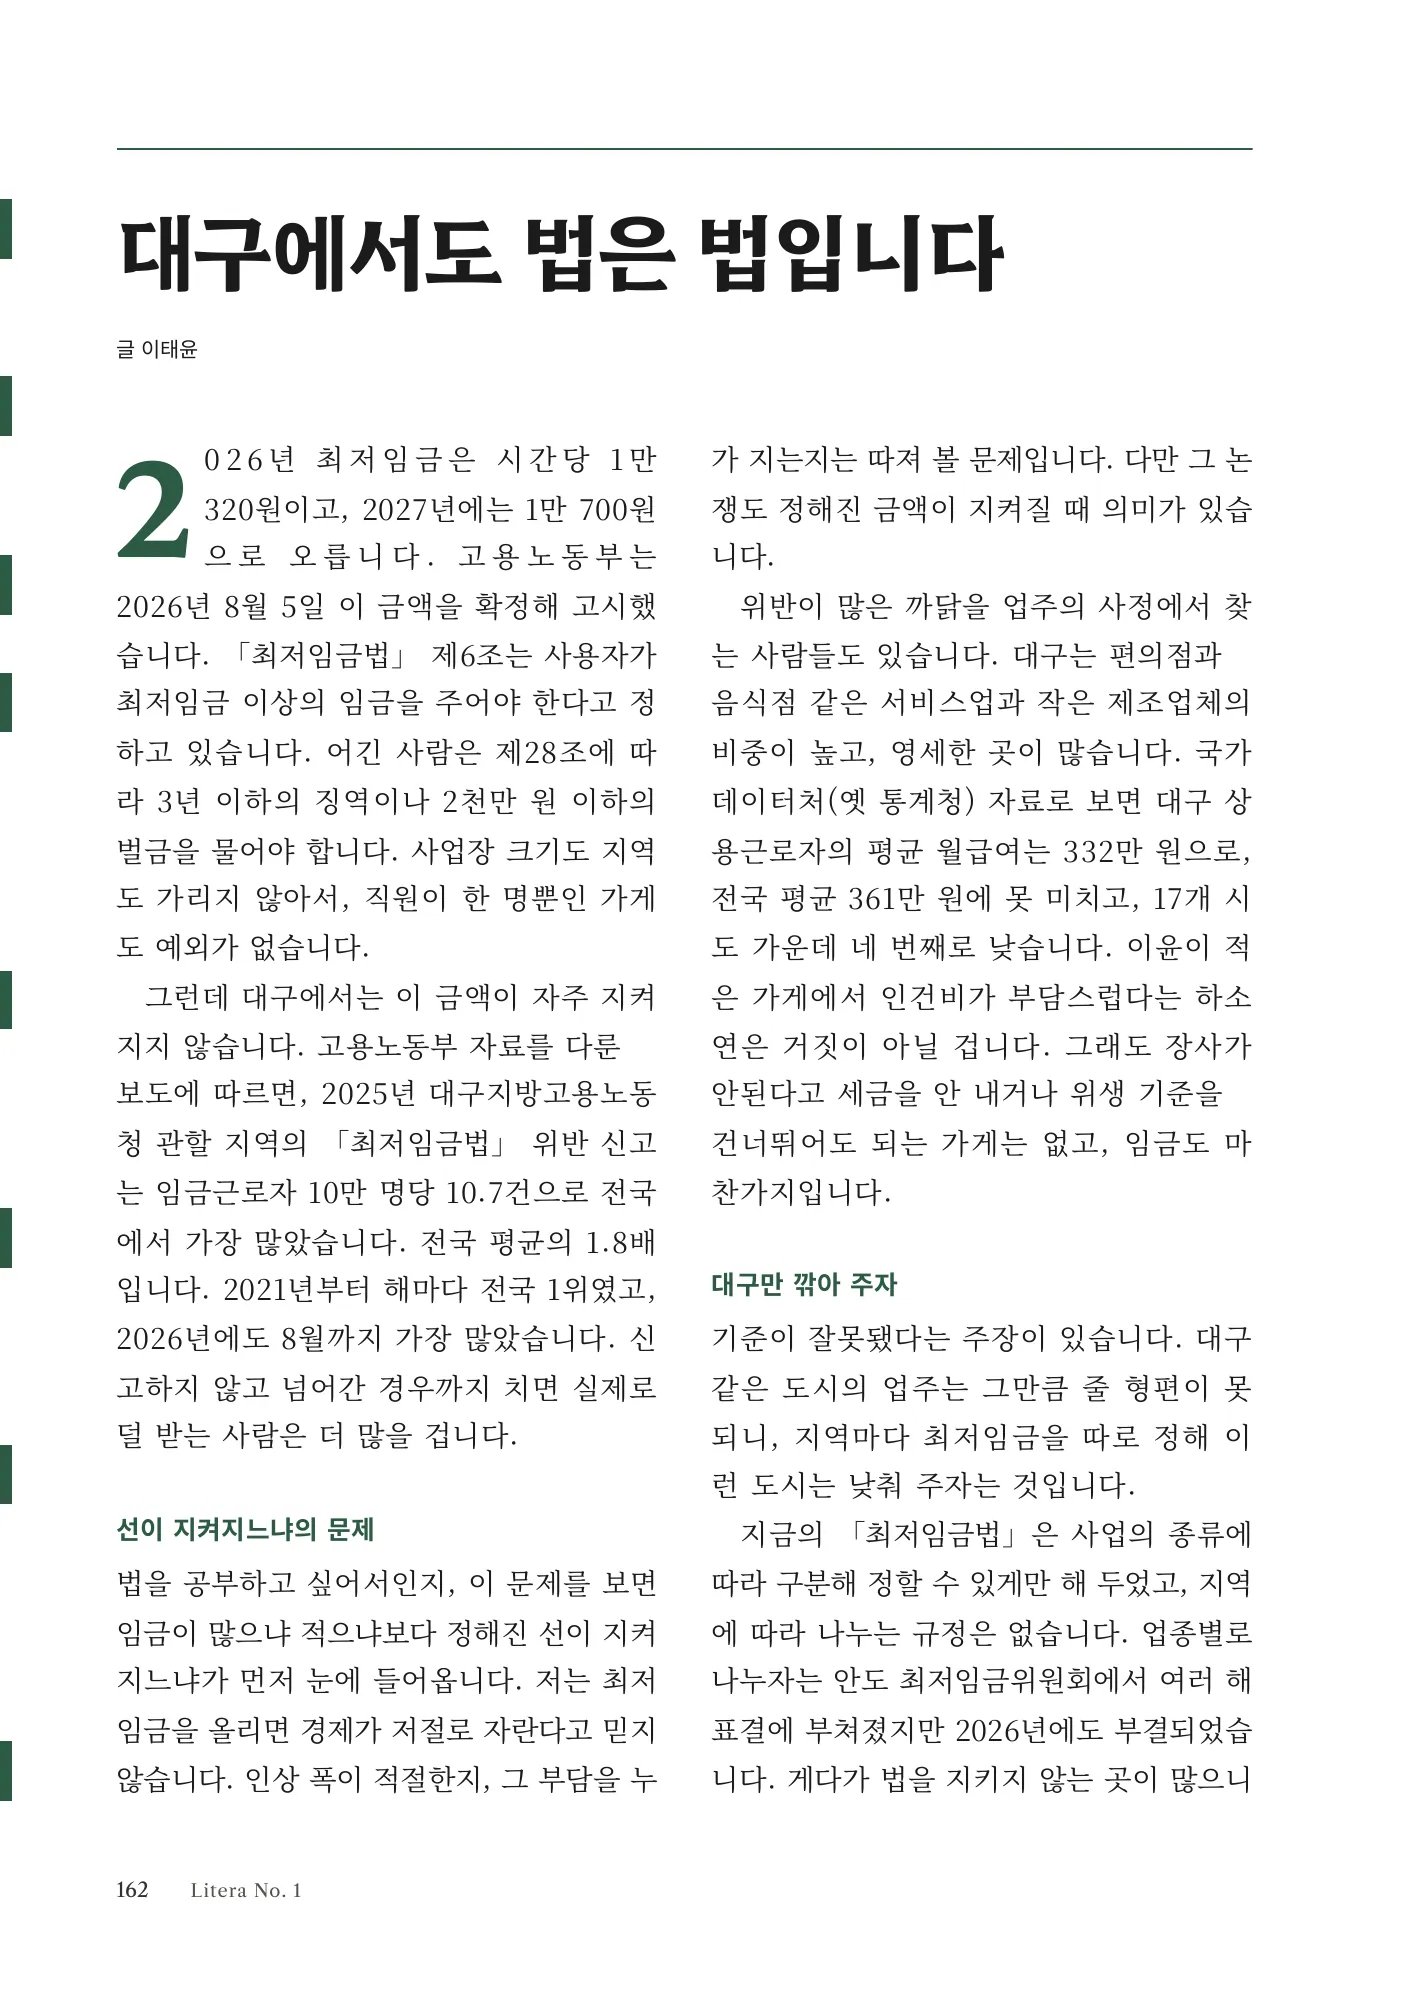 대구에서도 법은 법입니다
글 이태윤
2026년 최저임금은 시간당 1만
320원이고, 2027년에는 1만 700원
으로 오릅니다. 고용노동부는
2026년 8월 5일 이 금액을 확정해 고시했
습니다. 「최저임금법」 제6조는 사용자가
최저임금 이상의 임금을 주어야 한다고 정
하고 있습니다. 어긴 사람은 제28조에 따
라 3년 이하의 징역이나 2천만 원 이하의
벌금을 물어야 합니다. 사업장 크기도 지역
도 가리지 않아서, 직원이 한 명뿐인 가게
도 예외가 없습니다.
그런데 대구에서는 이 금액이 자주 지켜
지지 않습니다. 고용노동부 자료를 다룬
보도에 따르면, 2025년 대구지방고용노동
청 관할 지역의 「최저임금법」 위반 신고
는 임금근로자 10만 명당 10.7건으로 전국
에서 가장 많았습니다. 전국 평균의 1.8배
입니다. 2021년부터 해마다 전국 1위였고,
2026년에도 8월까지 가장 많았습니다. 신
고하지 않고 넘어간 경우까지 치면 실제로
덜 받는 사람은 더 많을 겁니다.
선이 지켜지느냐의 문제
법을 공부하고 싶어서인지, 이 문제를 보면
임금이 많으냐 적으냐보다 정해진 선이 지켜
지느냐가 먼저 눈에 들어옵니다. 저는 최저
임금을 올리면 경제가 저절로 자란다고 믿지
않습니다. 인상 폭이 적절한지, 그 부담을 누
가 지는지는 따져 볼 문제입니다. 다만 그 논
쟁도 정해진 금액이 지켜질 때 의미가 있습
니다.
위반이 많은 까닭을 업주의 사정에서 찾
는 사람들도 있습니다. 대구는 편의점과
음식점 같은 서비스업과 작은 제조업체의
비중이 높고, 영세한 곳이 많습니다. 국가
데이터처(옛 통계청) 자료로 보면 대구 상
용근로자의 평균 월급여는 332만 원으로,
전국 평균 361만 원에 못 미치고, 17개 시
도 가운데 네 번째로 낮습니다. 이윤이 적
은 가게에서 인건비가 부담스럽다는 하소
연은 거짓이 아닐 겁니다. 그래도 장사가
안된다고 세금을 안 내거나 위생 기준을
건너뛰어도 되는 가게는 없고, 임금도 마
찬가지입니다.
대구만 깎아 주자
기준이 잘못됐다는 주장이 있습니다. 대구
같은 도시의 업주는 그만큼 줄 형편이 못
되니, 지역마다 최저임금을 따로 정해 이
런 도시는 낮춰 주자는 것입니다.
지금의 「최저임금법」은 사업의 종류에
따라 구분해 정할 수 있게만 해 두었고, 지역
에 따라 나누는 규정은 없습니다. 업종별로
나누자는 안도 최저임금위원회에서 여러 해
표결에 부쳐졌지만 2026년에도 부결되었습
니다. 게다가 법을 지키지 않는 곳이 많으니
162 Litera No. 1